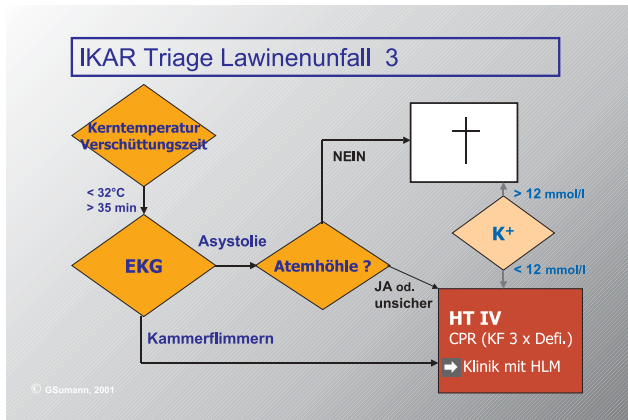 IKAR Triage Lawinenunfall 3
Kerntemperatur
Verschüttungszeit
< 32°C
> 35 min
EKG
Asystolie
Atemhöhle ?
NEIN
JA od.
unsicher
Kammerflimmern
> 12 mmol/l
K+
< 12 mmol/l
HT IV
CPR (KF 3 x Defi.)
Klinik mit HLM
© GSumann, 2001